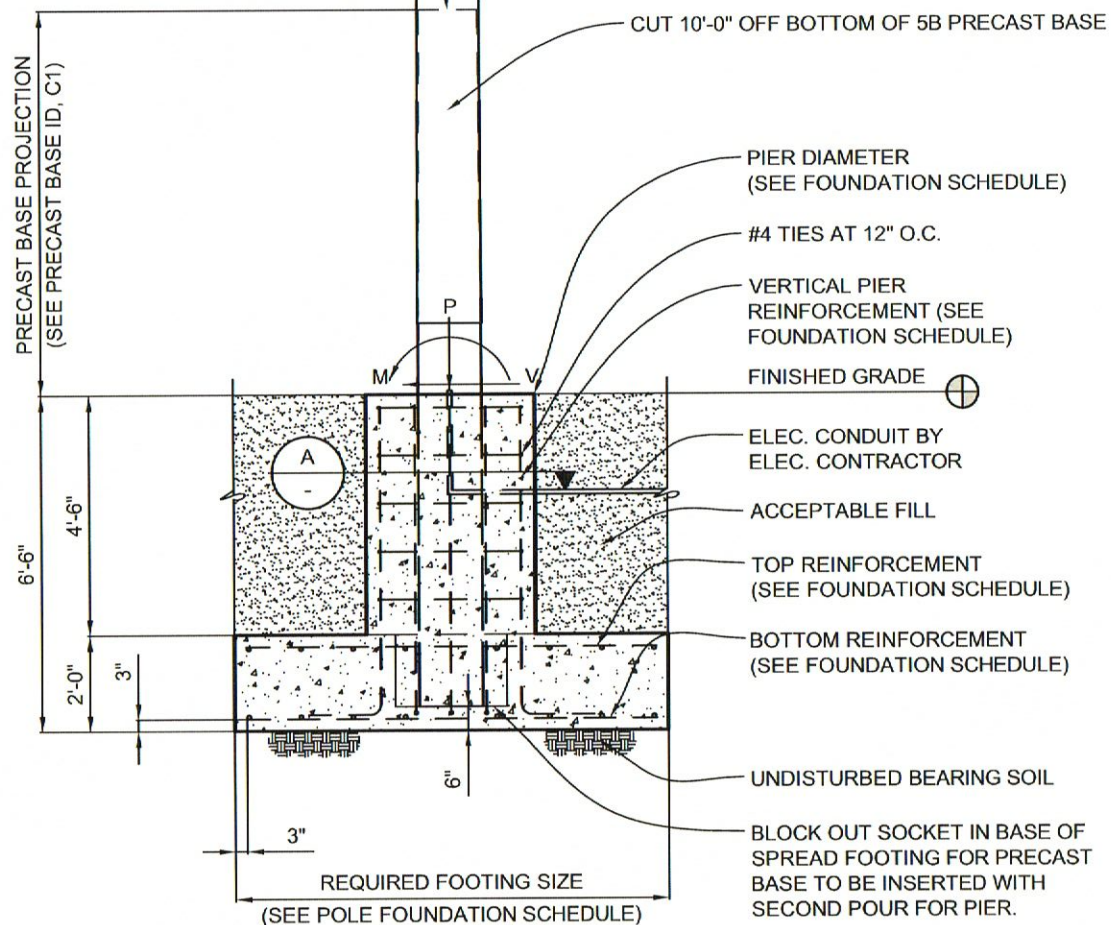 CUT 10'-0" OFF BOTTOM OF 5B PRECAST BASE
PRECAST BASE PROJECTION
(SEE PRECAST BASE ID, C1)
PIER DIAMETER
(SEE FOUNDATION SCHEDULE)
#4 TIES AT 12" O.C.
VERTICAL PIER
REINFORCEMENT (SEE
FOUNDATION SCHEDULE)
P
M
V
FINISHED GRADE
ELEC. CONDUIT BY
ELEC. CONTRACTOR
A
-
ACCEPTABLE FILL
4'-6"
6'-6"
TOP REINFORCEMENT
(SEE FOUNDATION SCHEDULE)
BOTTOM REINFORCEMENT
(SEE FOUNDATION SCHEDULE)
2'-0"
3"
6"
UNDISTURBED BEARING SOIL
3"
BLOCK OUT SOCKET IN BASE OF
SPREAD FOOTING FOR PRECAST
BASE TO BE INSERTED WITH
SECOND POUR FOR PIER.
REQUIRED FOOTING SIZE
(SEE POLE FOUNDATION SCHEDULE)